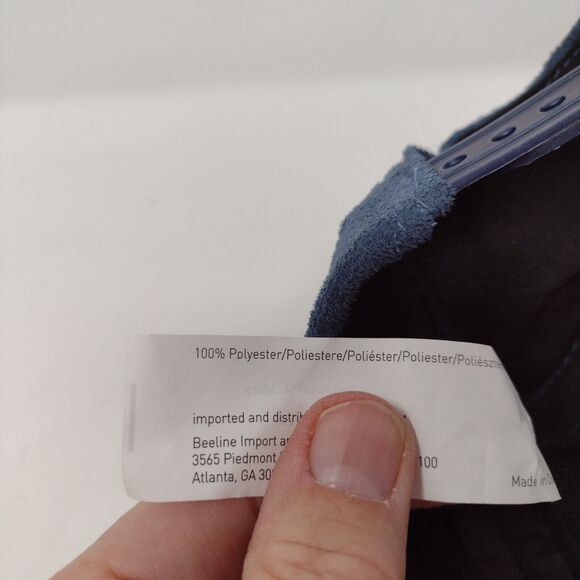 100% Polyester/Poliestere/Poliéster/Poliester/Poliészte
imported and distrib
Beeline Import an
3565 Piedmont 100
Atlanta, GA 30
Made in